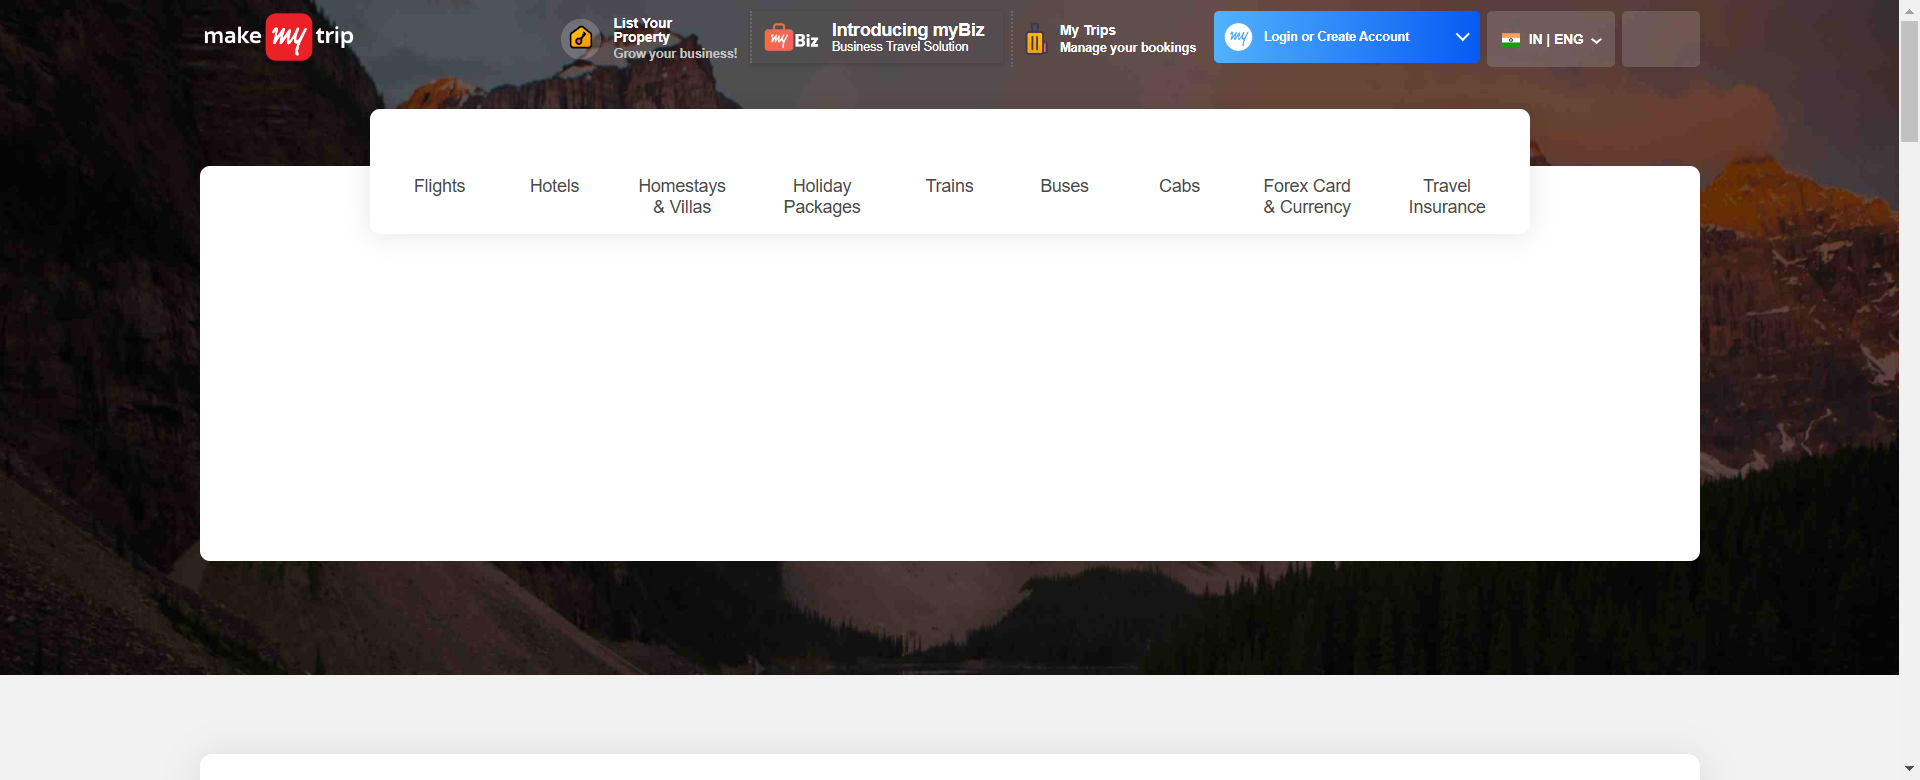 make my trip
List Your
Property
Grow your business!
my Biz
Introducing myBiz
Business Travel Solution
My Trips
Manage your bookings
my
Login or Create Account
IN | ENG
Flights
Hotels
Homestays
& Villas
Holiday
Packages
Trains
Buses
Cabs
Forex Card
& Currency
Travel
Insurance